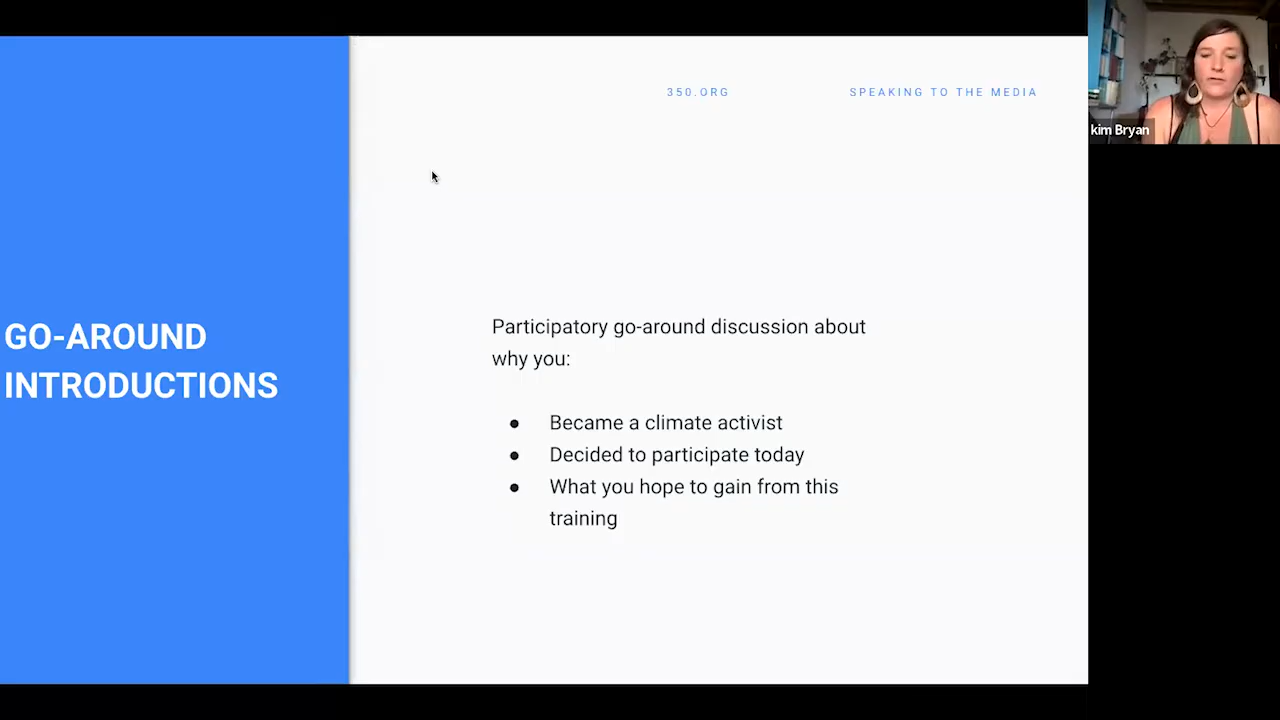 350.ORG
SPEAKING TO THE MEDIA
kim Bryan
GO-AROUND
INTRODUCTIONS
Participatory go-around discussion about
why you:
● Became a climate activist
● Decided to participate today
● What you hope to gain from this
training